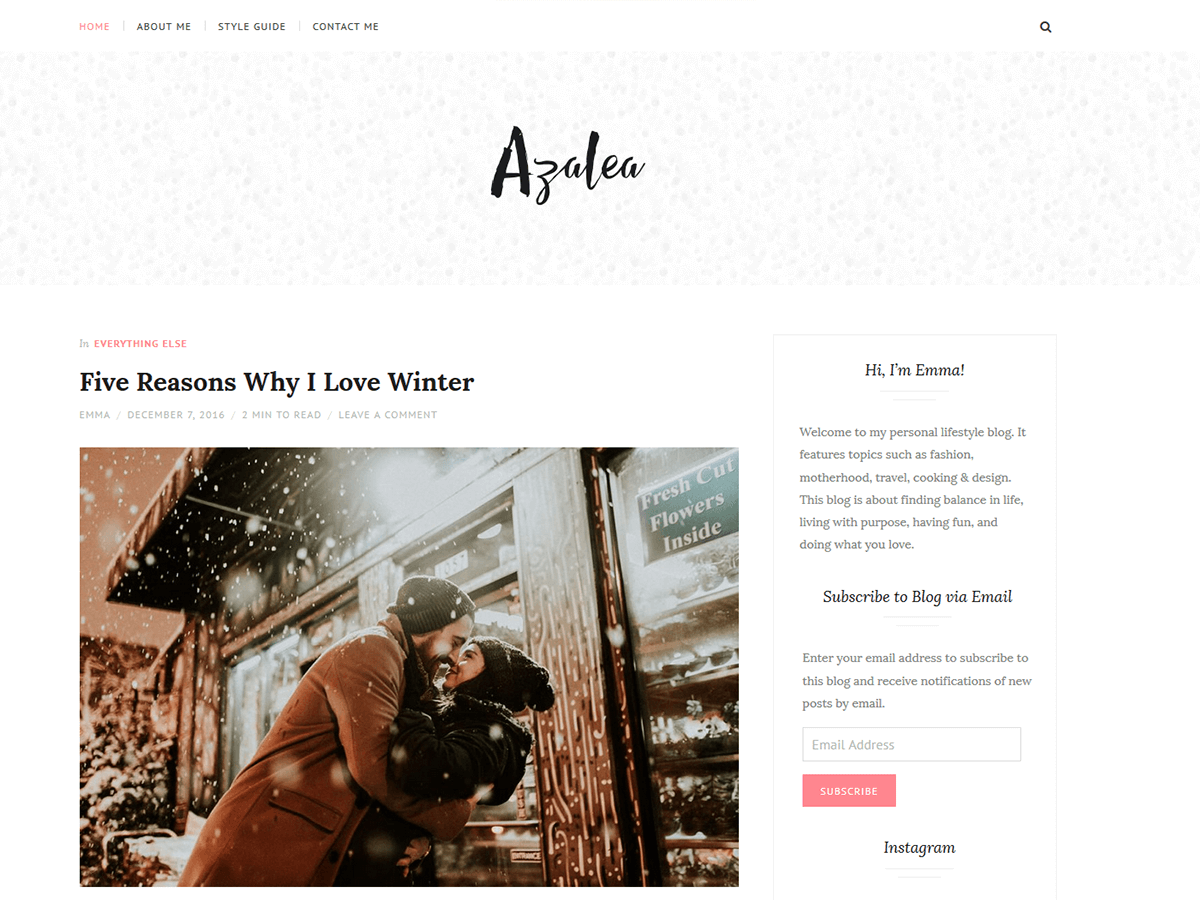 HOME ABOUT ME STYLE GUIDE CONTACT ME
Azalea
In EVERYTHING ELSE
Five Reasons Why I Love Winter
EMMA / DECEMBER 7, 2016 / 2 MIN TO READ / LEAVE A COMMENT
Fresh Cut
Flowers
Inside
ENTRANCE
Hi, I'm Emma!
Welcome to my personal lifestyle blog. It
features topics such as fashion,
motherhood, travel, cooking & design.
This blog is about finding balance in life,
living with purpose, having fun, and
doing what you love.
Subscribe to Blog via Email
Enter your email address to subscribe to
this blog and receive notifications of new
posts by email.
Email Address
SUBSCRIBE
Instagram